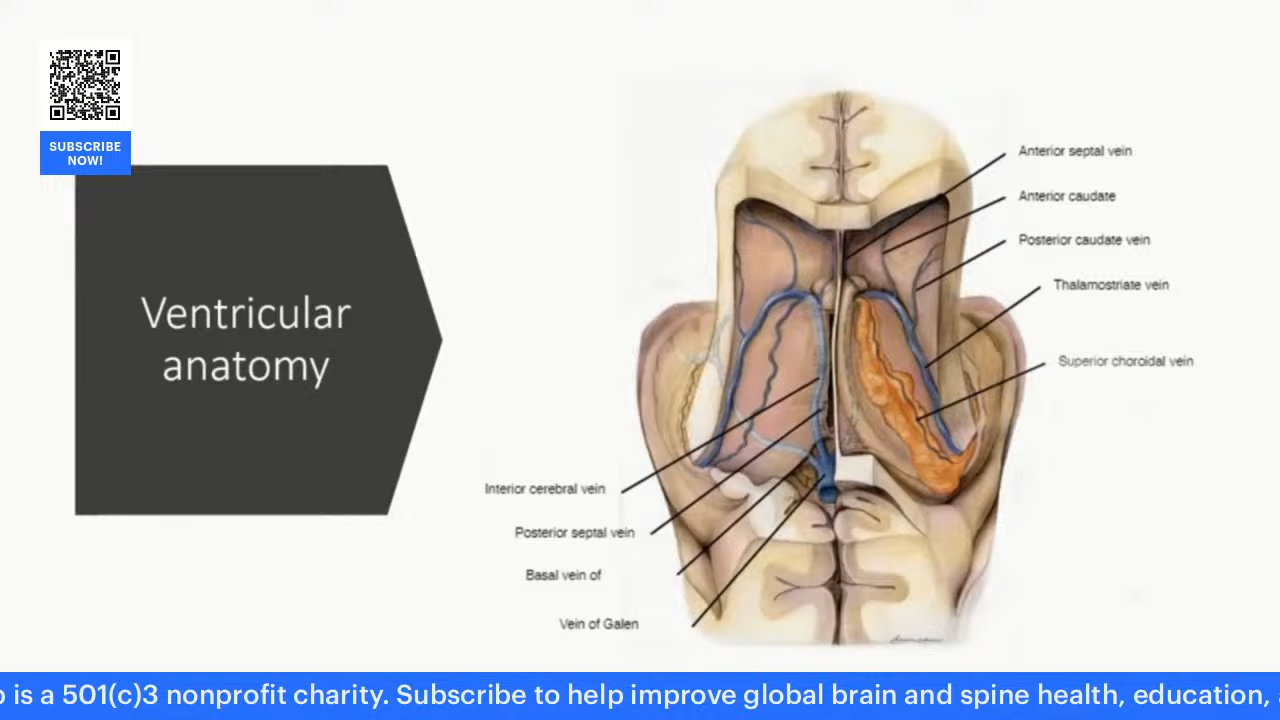 SUBSCRIBE
NOW!
Ventricular
anatomy
Anterior septal vein
Anterior caudate
Posterior caudate vein
Thalamostriate vein
Superior choroidal vein
Interior cerebral vein
Posterior septal vein
Basal vein of
Vein of Galen
is a 501(c)3 nonprofit charity. Subscribe to help improve global brain and spine health, education,